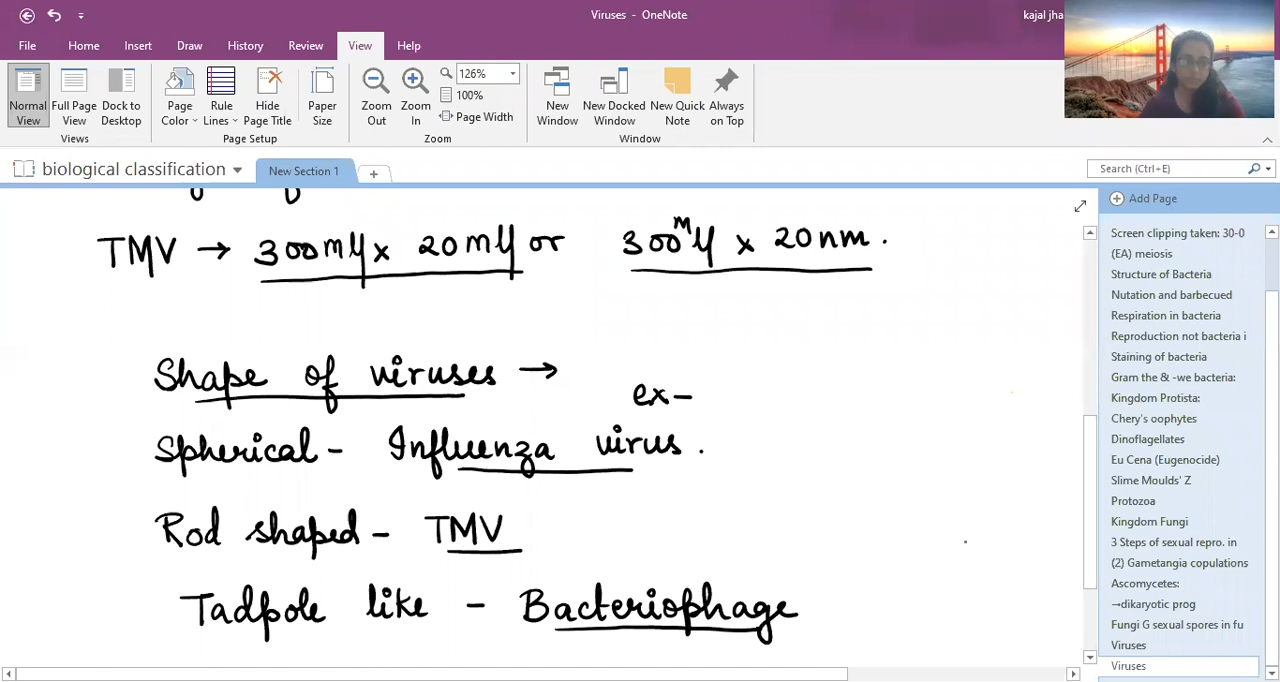 Viruses - OneNote
kajal jha
File Home Insert Draw History Review View Help
Normal View
Full Page View
Dock to Desktop
Page Color
Rule Lines
Hide Page Title
Paper Size
Zoom Out
Zoom In
126%
100%
Page Width
New Window
New Docked Window
New Quick Note
Always on Top
Views Page Setup Zoom Window
biological classification New Section 1
Search (Ctrl+E)
TMV → 300mμ x 20mμ or 300mμ x 20nm.
Shape of viruses →
ex-
Spherical - Influenza virus.
Rod shaped - TMV
Tadpole like - Bacteriophage
Add Page
Screen clipping taken: 30-0
(EA) meiosis
Structure of Bacteria
Nutation and barbecued
Respiration in bacteria
Reproduction not bacteria i
Staining of bacteria
Gram the & -we bacteria:
Kingdom Protista:
Chery's oophytes
Dinoflagellates
Eu Cena (Eugenocide)
Slime Moulds' Z
Protozoa
Kingdom Fungi
3 Steps of sexual repro. in
(2) Gametangia copulations
Ascomycetes:
→dikaryotic prog
Fungi G sexual spores in fu
Viruses
Viruses